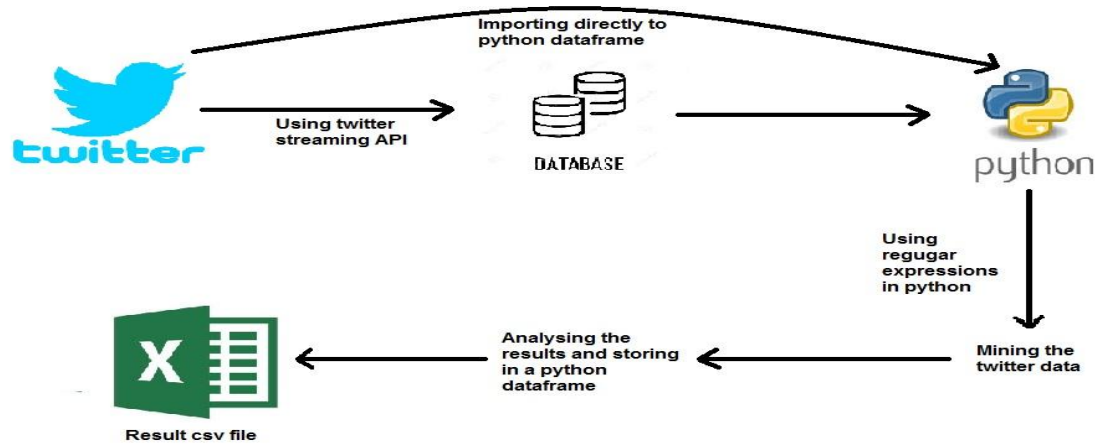 Importing directly to
python dataframe
twitter
Using twitter
streaming API
DATABASE
python
Using
regugar
expressions
in python
Mining the
twitter data
Analysing the
results and storing
in a python
dataframe
X
Result csv file